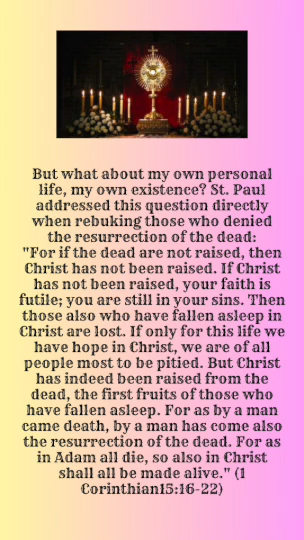 But what about my own personal
life, my own existence? St. Paul
addressed this question directly
when rebuking those who denied
the resurrection of the dead:
"For if the dead are not raised, then
Christ has not been raised. If Christ
has not been raised, your faith is
futile; you are still in your sins. Then
those also who have fallen asleep in
Christ are lost. If only for this life we
have hope in Christ, we are of all
people most to be pitied. But Christ
has indeed been raised from the
dead, the first fruits of those who
have fallen asleep. For as by a man
came death, by a man has come also
the resurrection of the dead. For as
in Adam all die, so also in Christ
shall all be made alive." (1
Corinthian15:16-22)